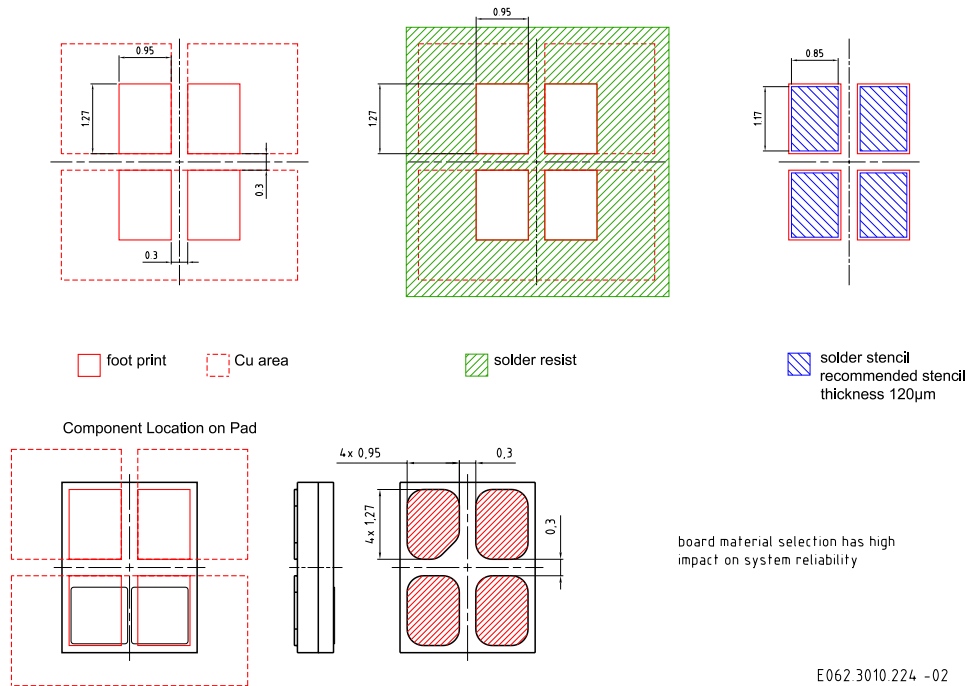 0.95
1.27
0.3
0.3
0.95
1.27
0.85
1.17
foot print
Cu area
solder resist
solder stencil
recommended stencil
thickness 120µm
Component Location on Pad
4x 0,95
0,3
4x 1,27
0,3
board material selection has high
impact on system reliability
E062.3010.224 -02